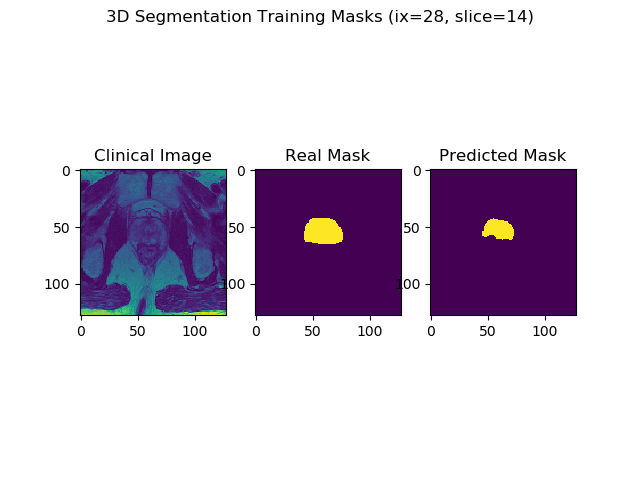 3D Segmentation Training Masks (ix=28, slice=14)
Clinical Image Real Mask Predicted Mask
0 0 0
50 50 50
100 100 100
0 50 100 0 50 100 0 50 100